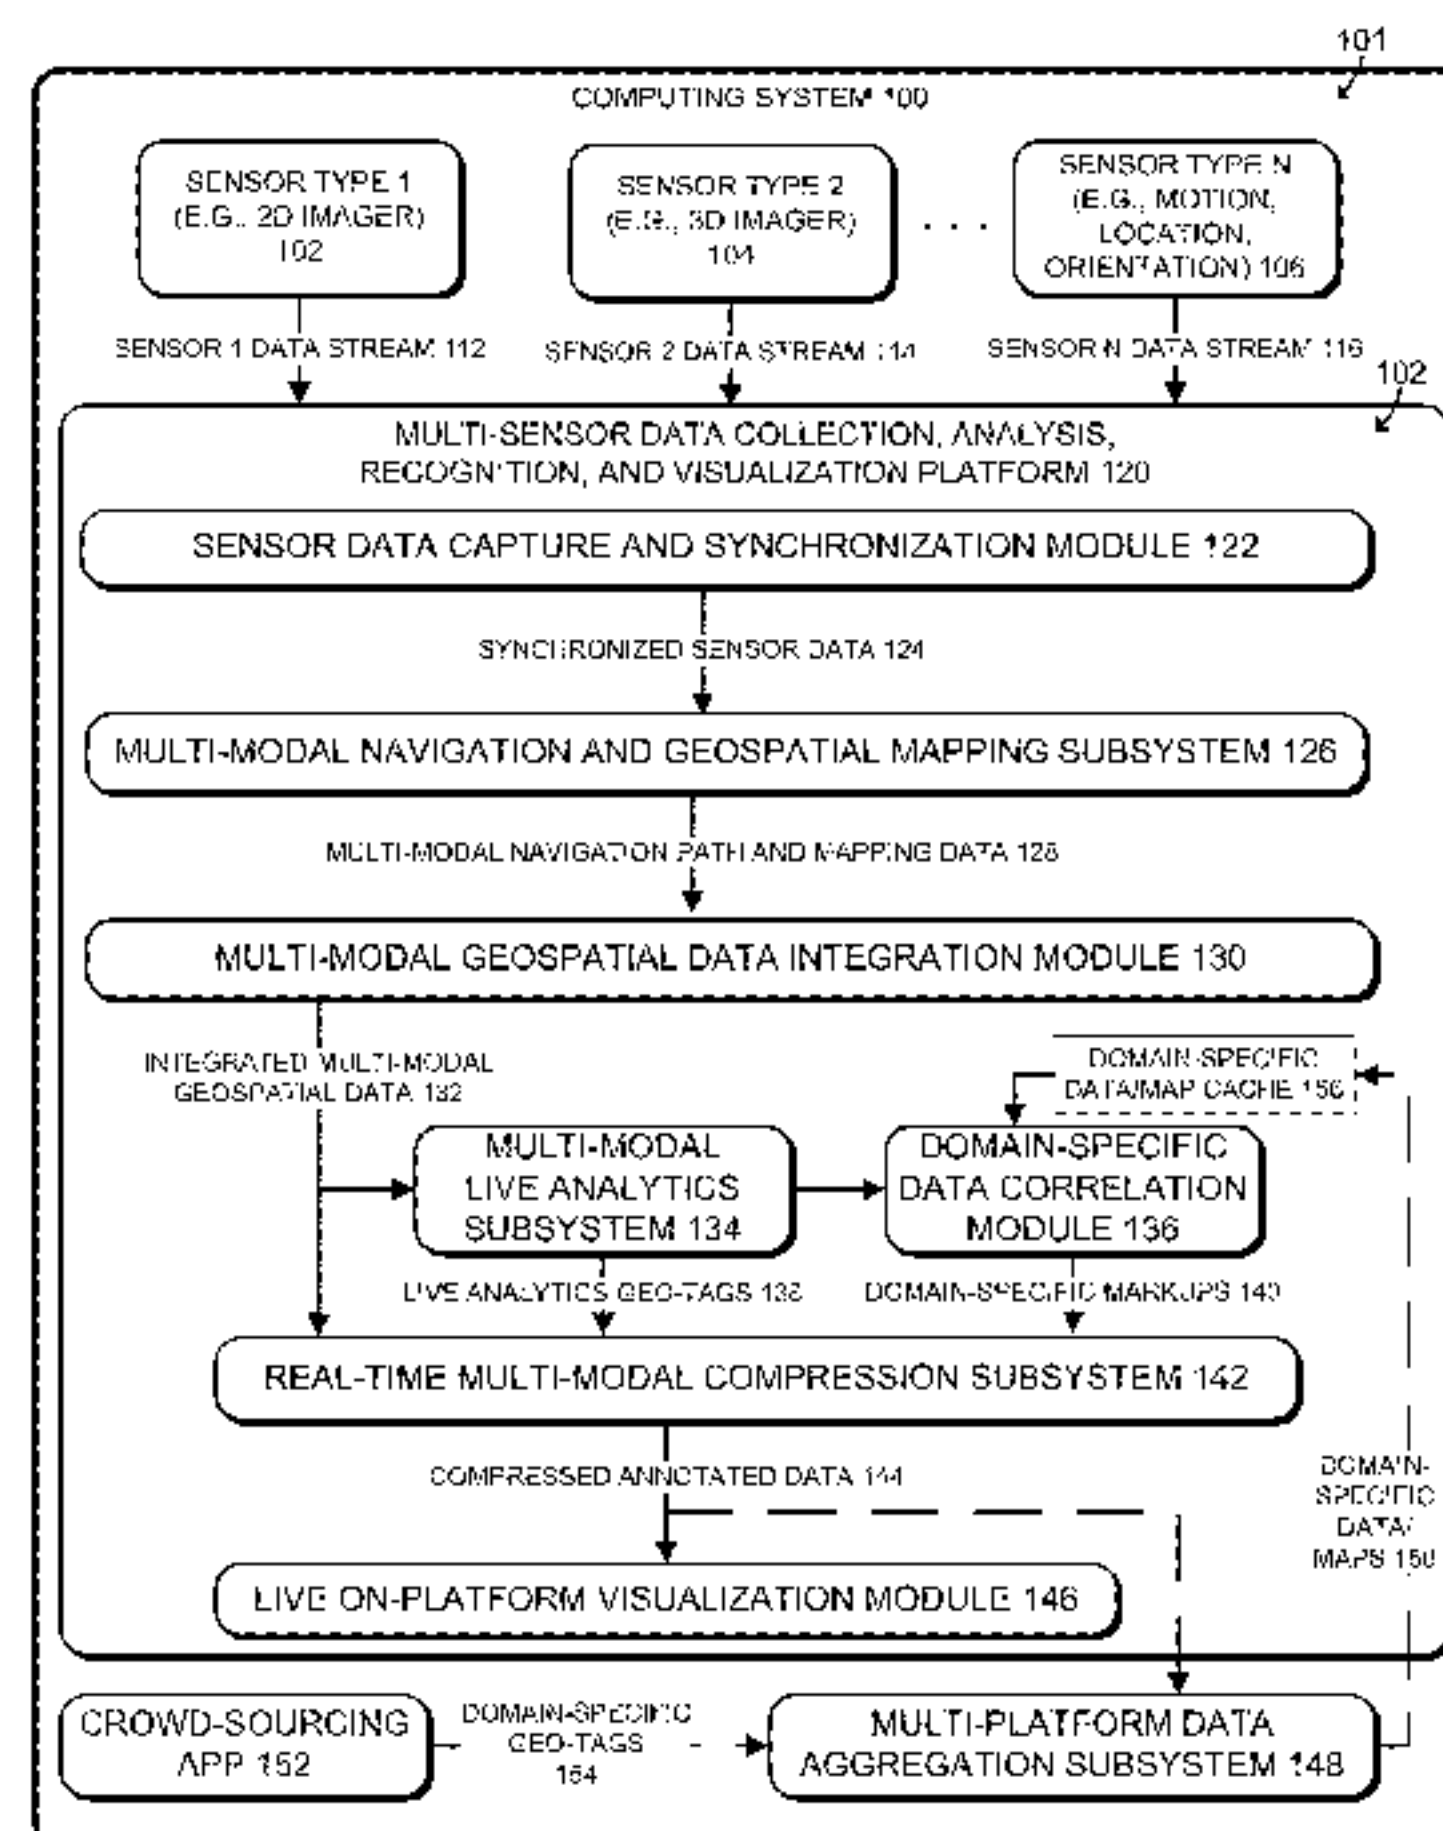 101
COMPUTING SYSTEM 100
SENSOR TYPE 1
(E.G., 2D IMAGER)
102
SENSOR TYPE 2
(E.G., 3D IMAGER)
104
. . .
SENSOR TYPE N
(E.G., MOTION,
LOCATION,
ORIENTATION) 106
SENSOR 1 DATA STREAM 112
SENSOR 2 DATA STREAM 114
SENSOR N DATA STREAM 116
102
MULTI-SENSOR DATA COLLECTION, ANALYSIS,
RECOGNITION, AND VISUALIZATION PLATFORM 120
SENSOR DATA CAPTURE AND SYNCHRONIZATION MODULE 122
SYNCHRONIZED SENSOR DATA 124
MULTI-MODAL NAVIGATION AND GEOSPATIAL MAPPING SUBSYSTEM 126
MULTI-MODAL NAVIGATION PATH AND MAPPING DATA 128
MULTI-MODAL GEOSPATIAL DATA INTEGRATION MODULE 130
INTEGRATED MULTI-MODAL
GEOSPATIAL DATA 132
DOMAIN-SPECIFIC
DATA/MAP CACHE 156
MULTI-MODAL
LIVE ANALYTICS
SUBSYSTEM 134
DOMAIN-SPECIFIC
DATA CORRELATION
MODULE 136
LIVE ANALYTICS GEO-TAGS 138
DOMAIN-SPECIFIC MARKUPS 140
REAL-TIME MULTI-MODAL COMPRESSION SUBSYSTEM 142
COMPRESSED ANNOTATED DATA 144
DOMAIN-
SPECIFIC
DATA/
MAPS 150
LIVE ON-PLATFORM VISUALIZATION MODULE 146
CROWD-SOURCING
APP 152
DOMAIN-SPECIFIC
GEO-TAGS
154
MULTI-PLATFORM DATA
AGGREGATION SUBSYSTEM 148